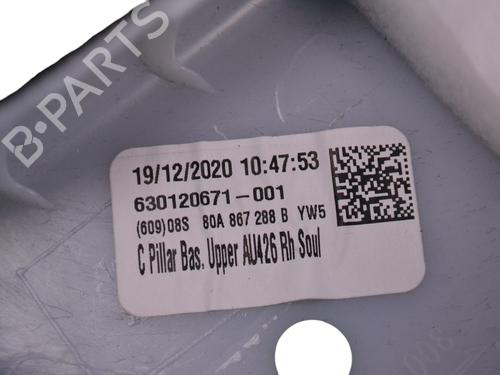 B-PARTS
19/12/2020 10:47:53
630120671-001
(609)08S 80A 867 288 B YW5
C Pillar Bas. Upper AU426 Rh Soul